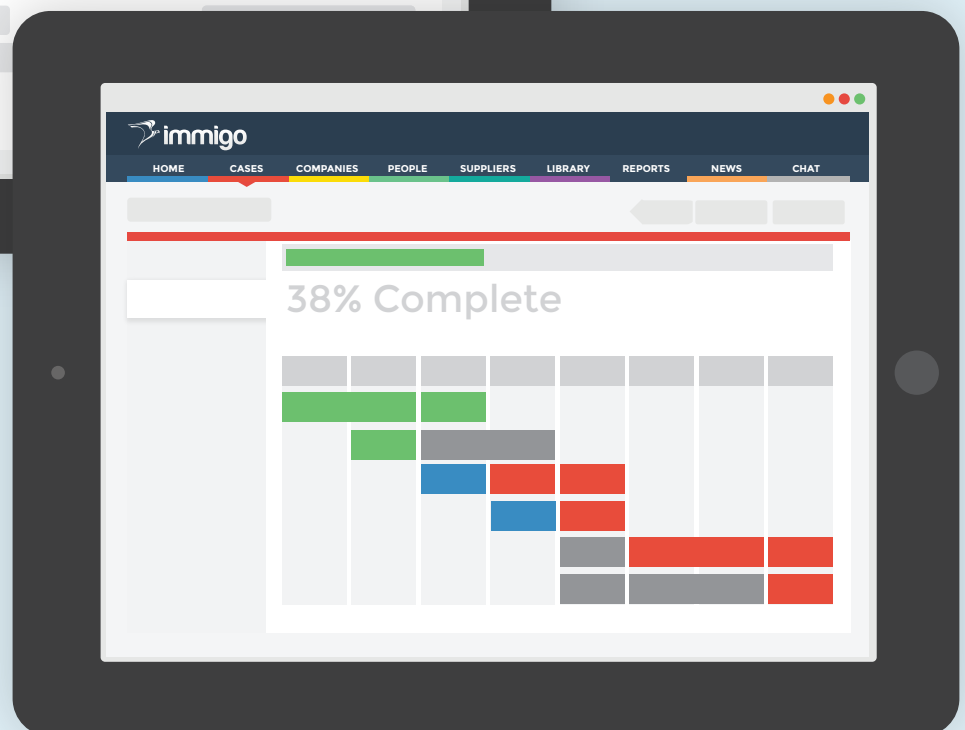 immigo
HOME CASES COMPANIES PEOPLE SUPPLIERS LIBRARY REPORTS NEWS CHAT
38% Complete